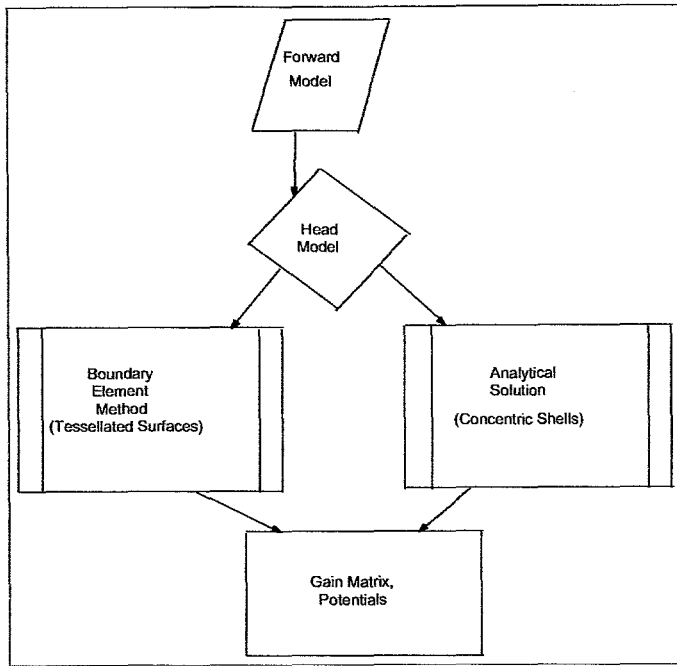 Forward
Model
Head
Model
Boundary
Element
Method
(Tessellated Surfaces)
Analytical
Solution
(Concentric Shells)
Gain Matrix,
Potentials